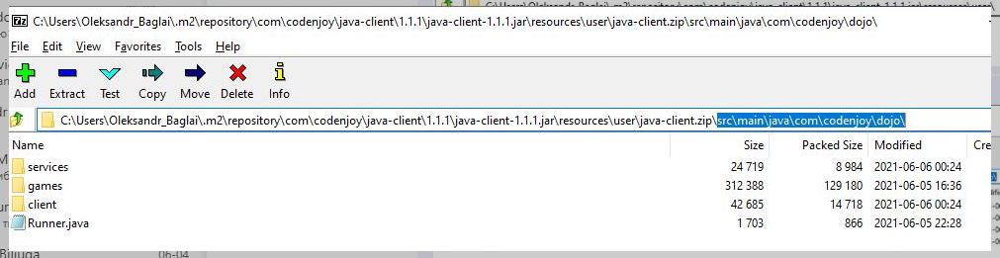 C:\Users\Oleksandr_Baglai\.m2\repository\com\codenjoy\java-client\1.1.1\java-client-1.1.1.jar\resources\user\java-client.zip\src\main\java\com\codenjoy\dojo\
File Edit View Favorites Tools Help
Add Extract Test Copy Move Delete Info
C:\Users\Oleksandr_Baglai\.m2\repository\com\codenjoy\java-client\1.1.1\java-client-1.1.1.jar\resources\user\java-client.zip\src\main\java\com\codenjoy\dojo\
Name Size Packed Size Modified Cre
services 24 719 8 984 2021-06-06 00:24
games 312 388 129 180 2021-06-05 16:36
client 42 685 14 718 2021-06-06 00:24
Runner.java 1 703 866 2021-06-05 22:28
Biliuga 06-04